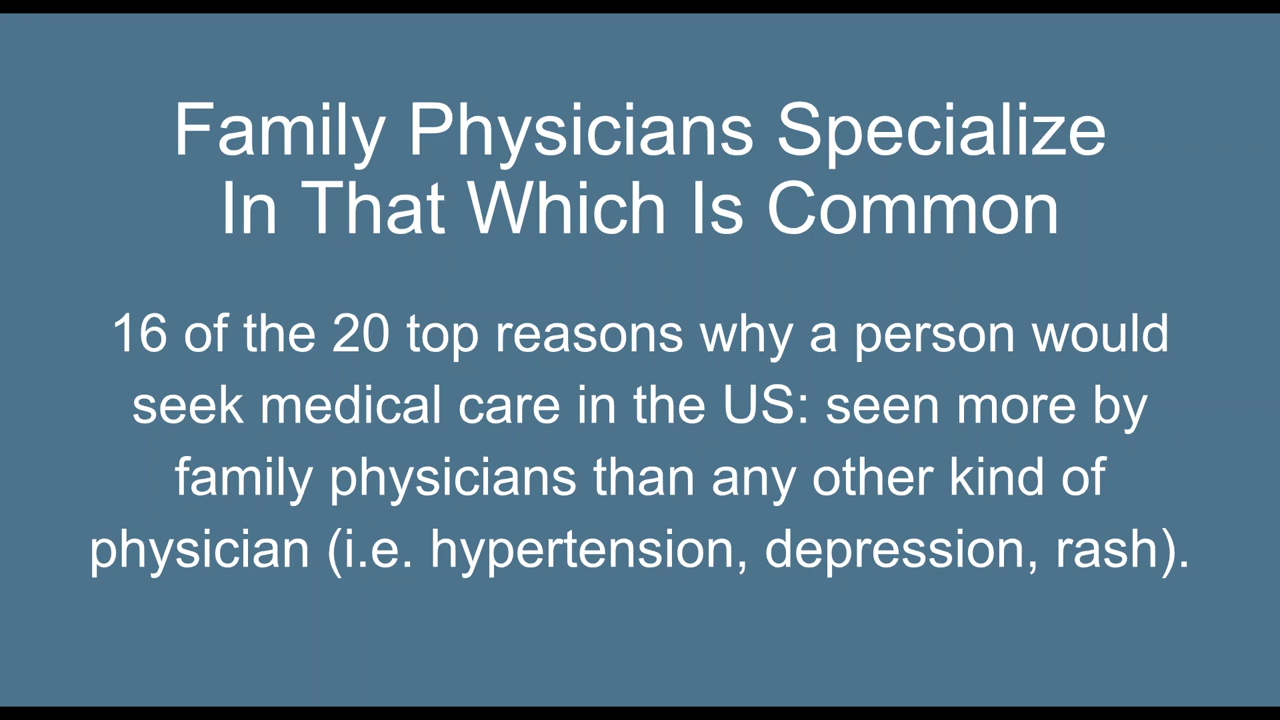 Family Physicians Specialize
In That Which Is Common
16 of the 20 top reasons why a person would
seek medical care in the US: seen more by
family physicians than any other kind of
physician (i.e. hypertension, depression, rash).